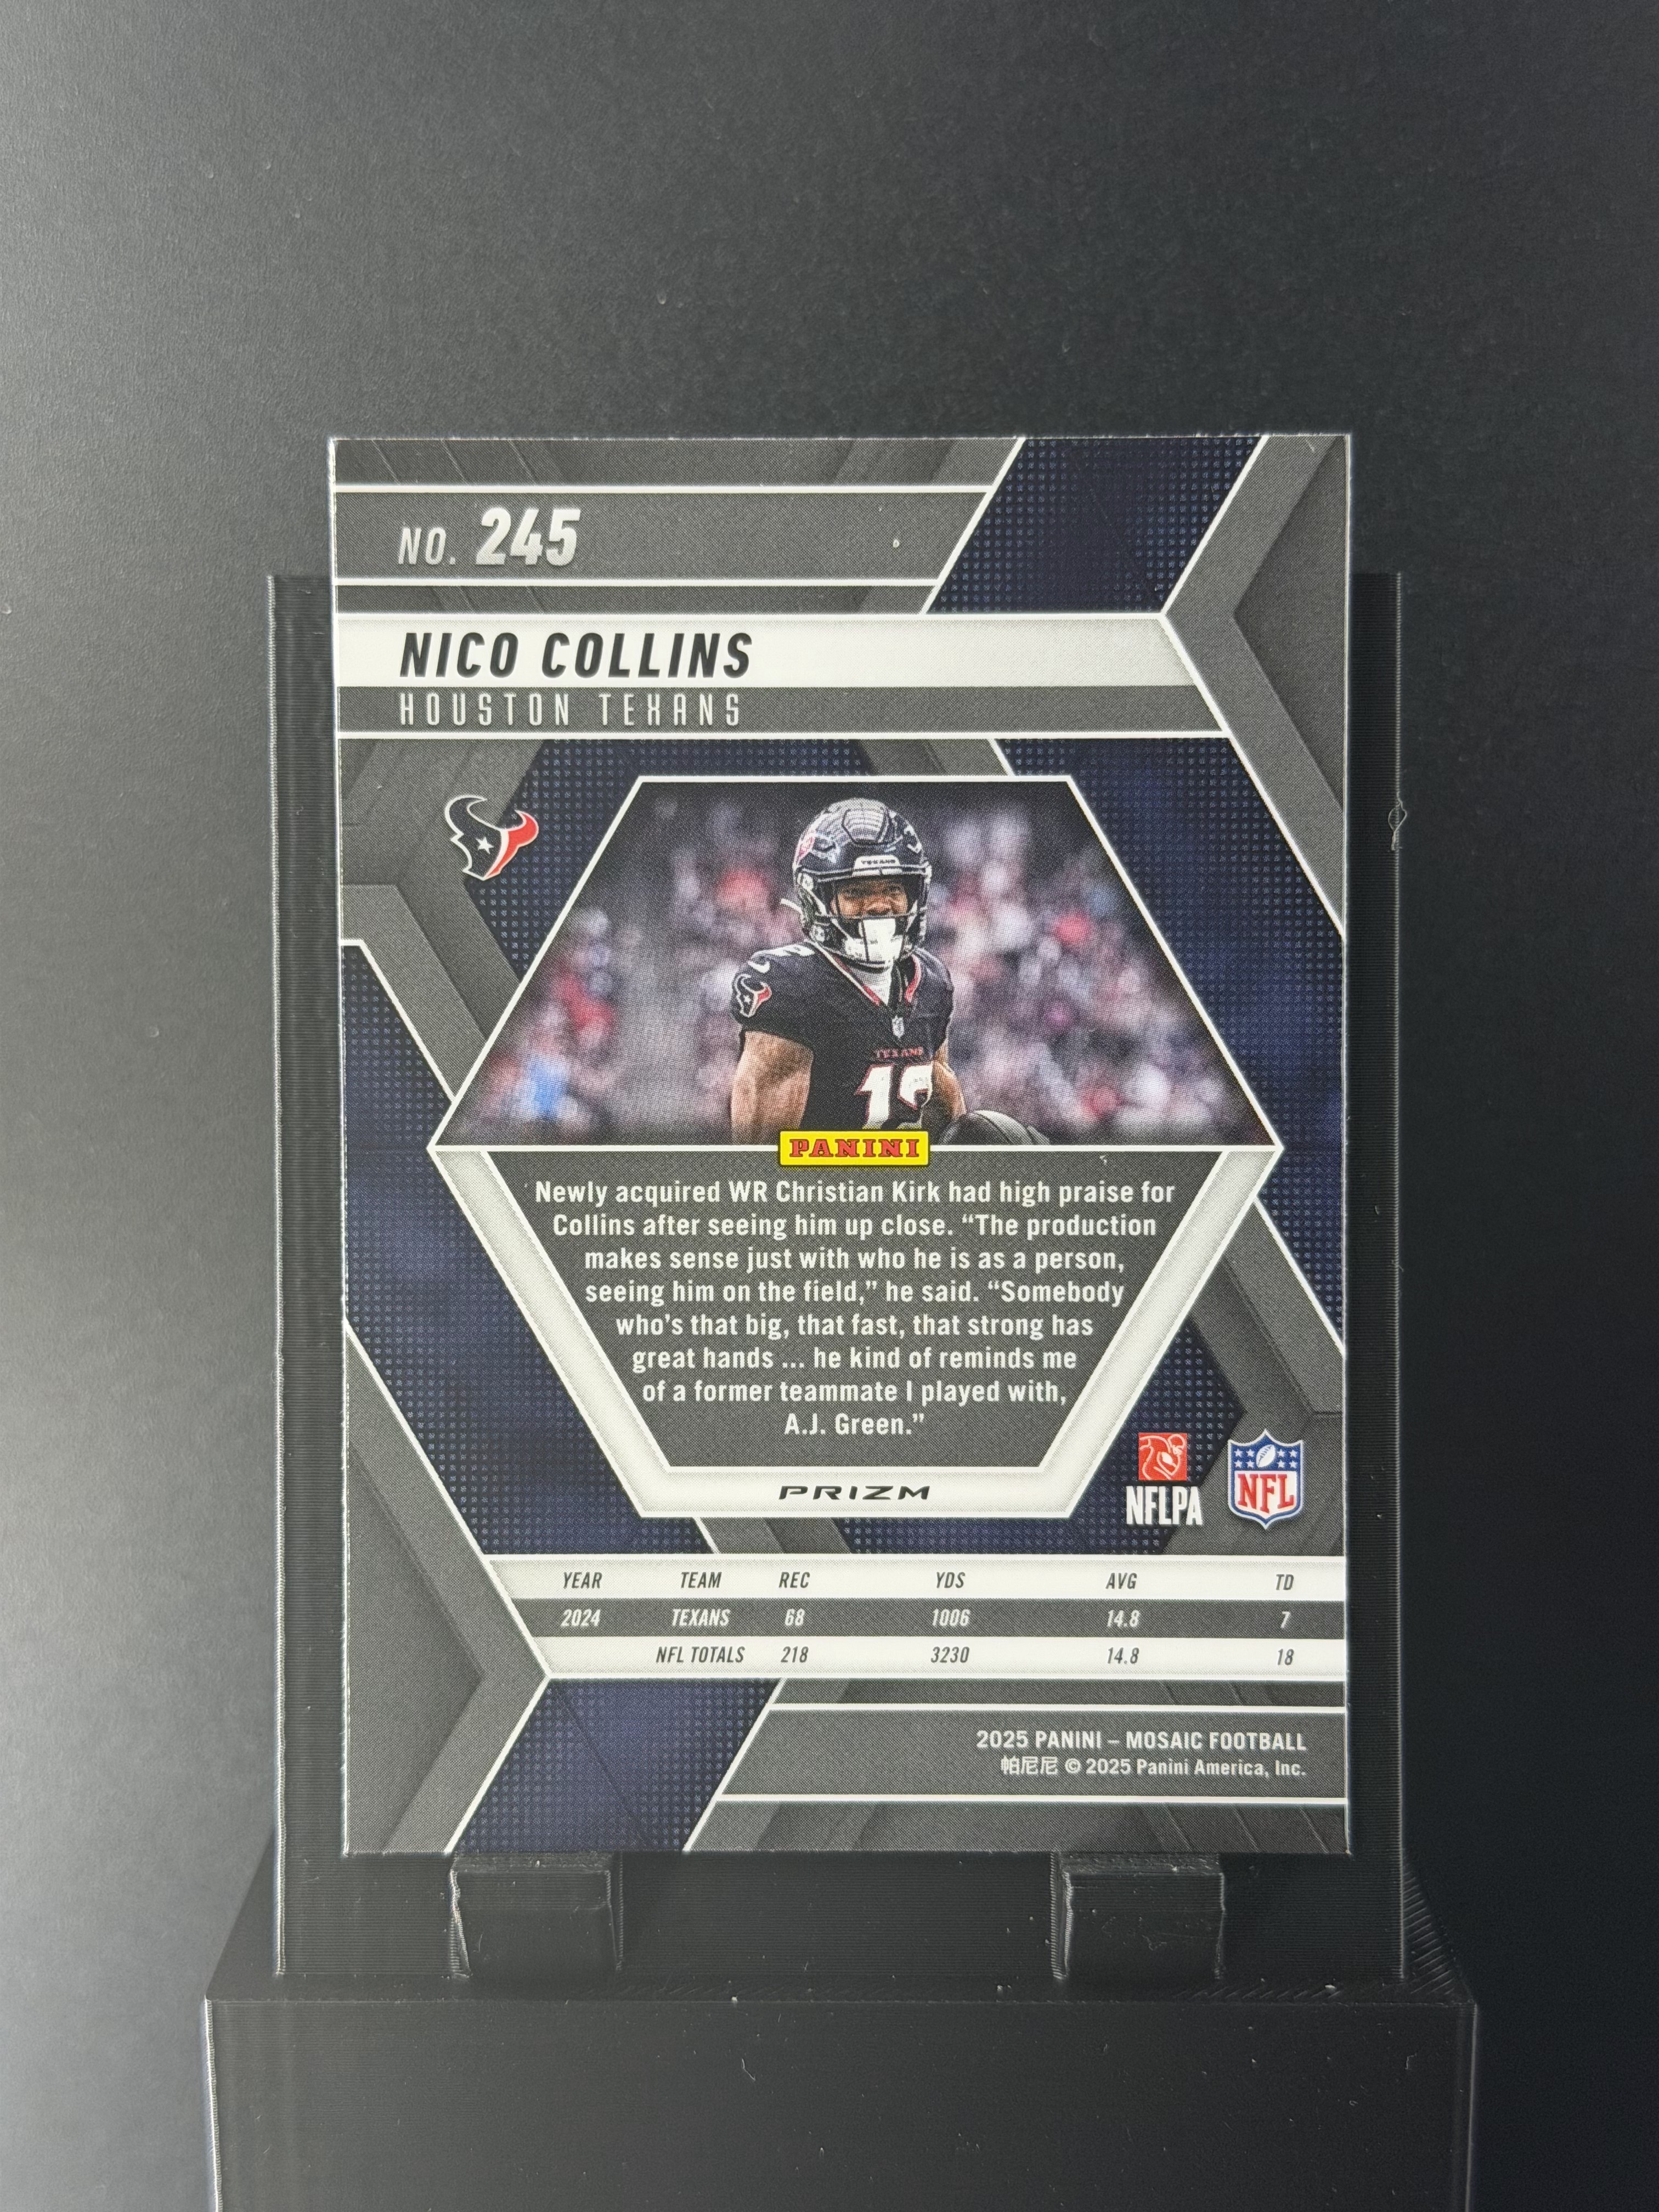 NO. 245
NICO COLLINS
HOUSTON TEXANS
TEXANS
TEXANS
12
PANINI
Newly acquired WR Christian Kirk had high praise for
Collins after seeing him up close. “The production
makes sense just with who he is as a person,
seeing him on the field,” he said. “Somebody
who’s that big, that fast, that strong has
great hands ... he kind of reminds me
of a former teammate I played with,
A.J. Green.”
PRIZM
NFLPA
NFL
YEAR TEAM REC YDS AVG TD
2024 TEXANS 68 1006 14.8 7
NFL TOTALS 218 3230 14.8 18
2025 PANINI – MOSAIC FOOTBALL
帕尼尼 © 2025 Panini America, Inc.